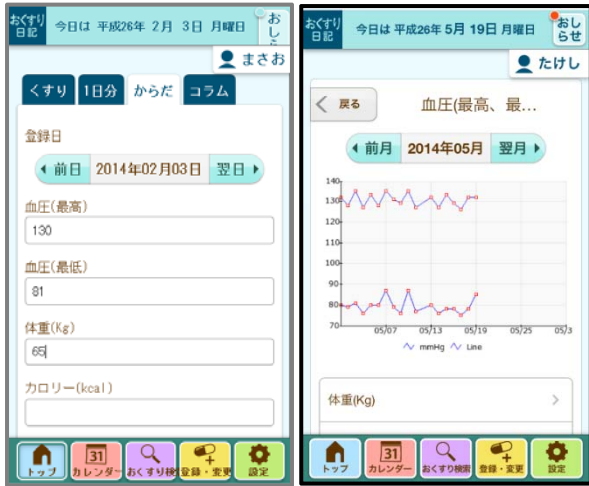 おくすり
日記
今日は 平成26年 2月 3日 月曜日
お
し
まさお
くすり
1日分
からだ
コラム
登録日
前日
2014年02月03日
翌日
血圧(最高)
130
血圧(最低)
81
体重(Kg)
65
カロリー(kcal)
トップ
31
カレンダー
おくすり検
登録・変更
設定
おくすり
日記
今日は 平成26年 5月 19日 月曜日
おし
らせ
たけし
戻る
血圧(最高、最...
前月
2014年05月
翌月
140
130
120
110
100
90
80
70
05/07
05/13
05/19
05/25
05/3
mmHg
Line
体重(Kg)
トップ
31
カレンダー
おくすり検索
登録・変更
設定